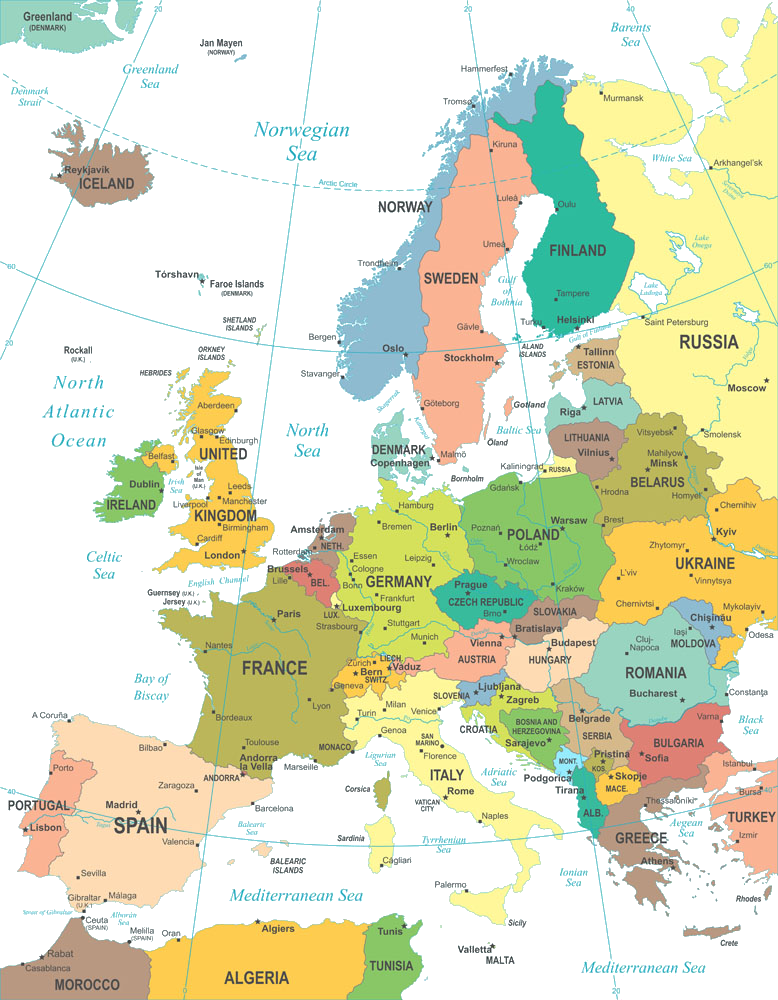 20
0
20
Greenland
(DENMARK)
Jan Mayen
(NORWAY)
Barents
Sea
Greenland
Sea
Hammerfest
Denmark
Strait
Tromsø
Murmansk
Norwegian
Sea
Kiruna
White Sea
Arkhangel'sk
Reykjavik
ICELAND
Arctic Circle
Severnaya
Dvina
NORWAY
Luleå
Oulu
Umeå
FINLAND
Lake
Onega
Trondheim
60
60
Tórshavn
Faroe Islands
(DENMARK)
SWEDEN
Gulf
of
Bothnia
Lake
Ladoga
Tampere
SHETLAND
ISLANDS
Turku
Helsinki
Saint Petersburg
Gävle
Gulf of Finland
20
Bergen
Oslo
ALAND
ISLANDS
Tallinn
ESTONIA
RUSSIA
Rockall
(U.K.)
ORKNEY
ISLANDS
Stockholm
HEBRIDES
Stavanger
Moscow
North
Atlantic
Ocean
Skagerrak
Göteborg
Gotland
Riga
LATVIA
Aberdeen
Kattegat
Baltic Sea
Glasgow
Edinburgh
North
Sea
Öland
LITHUANIA
Vitsyebsk
Smolensk
UNITED
KINGDOM
DENMARK
Copenhagen
Malmö
Vilnius
Mahilyow
Minsk
Belfast
Isle
of
Man
(U.K.)
Irish
Sea
Bornholm
Kaliningrad
RUSSIA
BELARUS
Dublin
IRELAND
Leeds
Manchester
Liverpool
Gdańsk
Hrodna
Homyel
Hamburg
Chernihiv
Birmingham
Amsterdam
Bremen
Berlin
Poznań
POLAND
Warsaw
Brest
Kyiv
Cardiff
London
Rotterdam
NETH.
Łódź
Zhytomyr
Celtic
Sea
Essen
Cologne
Bonn
Leipzig
Wroclaw
UKRAINE
Brussels
BEL.
Lille
English Channel
GERMANY
Prague
L'viv
Vinnytsya
Guernsey (U.K.)
Jersey (U.K.)
LUX.
Luxembourg
Frankfurt
CZECH REPUBLIC
Brno
Kraków
Chernivtsi
Mykolayiv
Paris
Strasbourg
Stuttgart
SLOVAKIA
Bratislava
Iaşi
Chişinău
MOLDOVA
Odesa
Nantes
Munich
Vienna
Budapest
HUNGARY
Cluj-
Napoca
FRANCE
Zürich
LIECH.
Vaduz
Bern
SWITZ.
AUSTRIA
ROMANIA
Bay of
Biscay
Geneva
SLOVENIA
Ljubljana
Zagreb
Bucharest
Constanţa
Bordeaux
Lyon
Milan
Turin
Venice
CROATIA
BOSNIA AND
HERZEGOVINA
Sarajevo
Belgrade
SERBIA
Danube
Varna
Black
Sea
A Coruña
Bilbao
Toulouse
Genoa
MONACO
SAN
MARINO
Florence
BULGARIA
Sofia
Andorra
la Vella
ANDORRA
Marseille
Ligurian
Sea
Adriatic
Sea
Pristina
KOS.
MONT.
Podgorica
Skopje
MACE.
Istanbul
Porto
Zaragoza
Corsica
ITALY
Rome
VATICAN
CITY
Tirana
ALB.
Bursa
40
40
PORTUGAL
Madrid
Barcelona
Thessaloniki
Lisbon
Tagus
SPAIN
Balearic
Sea
Naples
Aegean
Sea
TURKEY
Valencia
Sardinia
Tyrrhenian
Sea
GREECE
Izmir
BALEARIC
ISLANDS
Cágliari
Ionian
Sea
Athens
Sevilla
Gibraltar
(U.K.)
Málaga
Palermo
Mediterranean Sea
Rhodes
Strait of Gibraltar
Alborán
Sea
Ceuta
(SPAIN)
Melilla
(SPAIN)
Sicily
Oran
Algiers
Tunis
Crete
Rabat
Casablanca
Valletta
MALTA
MOROCCO
ALGERIA
TUNISIA
Mediterranean Sea
0
20